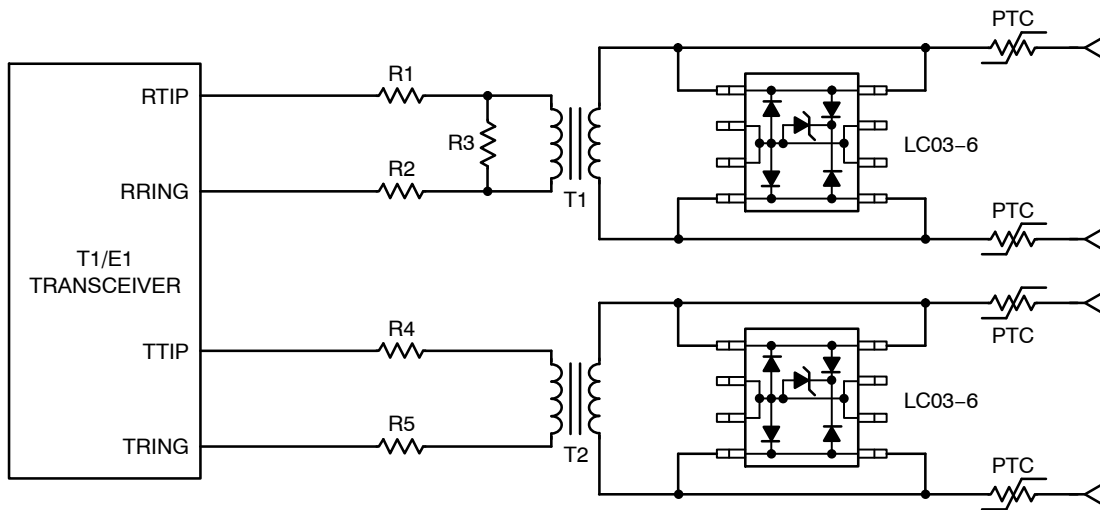 PTC
RTIP
R1
R3
LC03−6
RRING
R2
T1
PTC
T1/E1
TRANSCEIVER
PTC
TTIP
R4
LC03−6
TRING
R5
T2
PTC